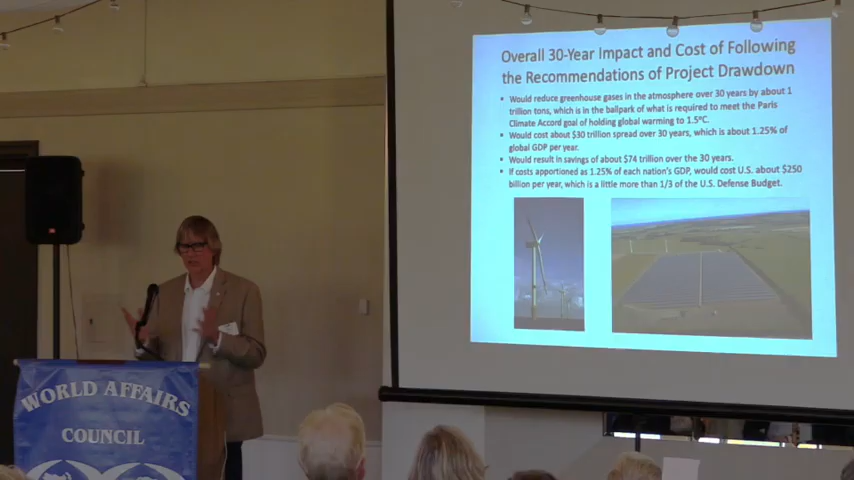 Overall 30-Year Impact and Cost of Following
the Recommendations of Project Drawdown
• Would reduce greenhouse gases in the atmosphere over 30 years by about 1
trillion tons, which is in the ballpark of what is required to meet the Paris
Climate Accord goal of holding global warming to 1.5°C.
• Would cost about $30 trillion spread over 30 years, which is about 1.25% of
global GDP per year.
• Would result in savings of about $74 trillion over the 30 years.
• If costs apportioned as 1.25% of each nation's GDP, would cost U.S. about $250
billion per year, which is a little more than 1/3 of the U.S. Defense Budget.
WORLD AFFAIRS
COUNCIL